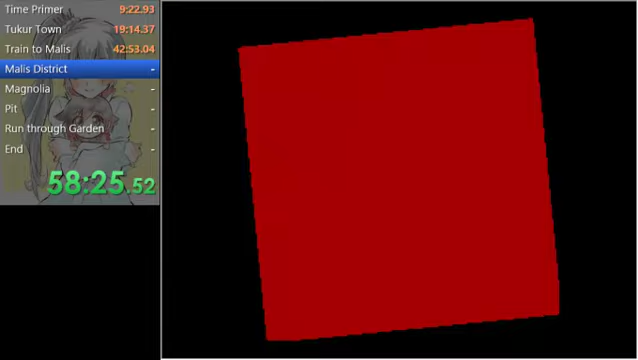 Time Primer 9:22.93
Tukur Town 19:14.37
Train to Malis 42:53.04
Malis District -
Magnolia -
Pit -
Run through Garden -
End -
58:25.52